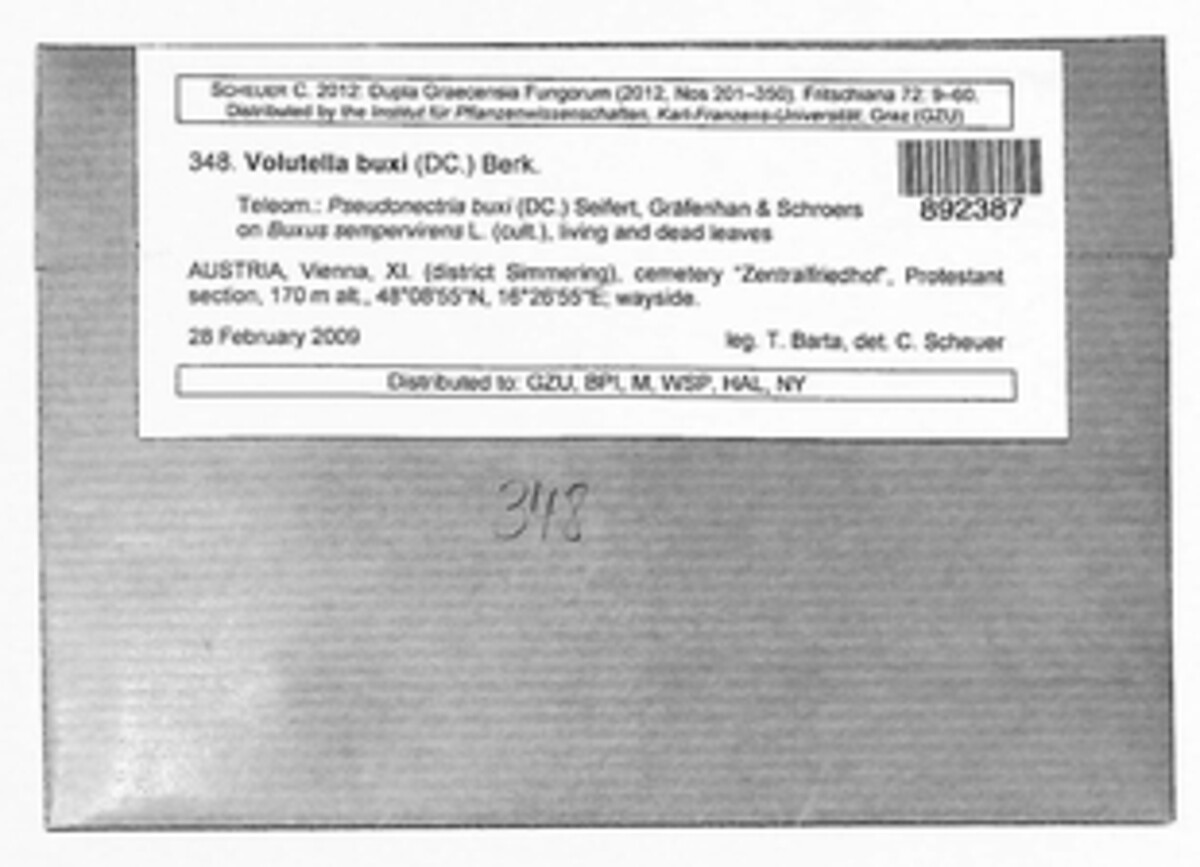 SCHEUER C. 2012: Dupla Graecensia Fungorum (2012, Nos 201–350). Fritschiana 72: 9–60.
Distributed by the Institut für Pflanzenwissenschaften, Karl-Franzens-Universität, Graz (GZU)
348. Volutella buxi (DC.) Berk.
892387
Teleom.: Pseudonectria buxi (DC.) Seifert, Gräfenhan & Schroers
on Buxus sempervirens L. (cult.), living and dead leaves
AUSTRIA, Vienna, XI. (district Simmering), cemetery "Zentralfriedhof", Protestant
section, 170 m alt., 48°08'55"N, 16°26'55"E; wayside.
28 February 2009 leg. T. Barta, det. C. Scheuer
Distributed to: GZU, BPI, M, WSP, HAL, NY
348